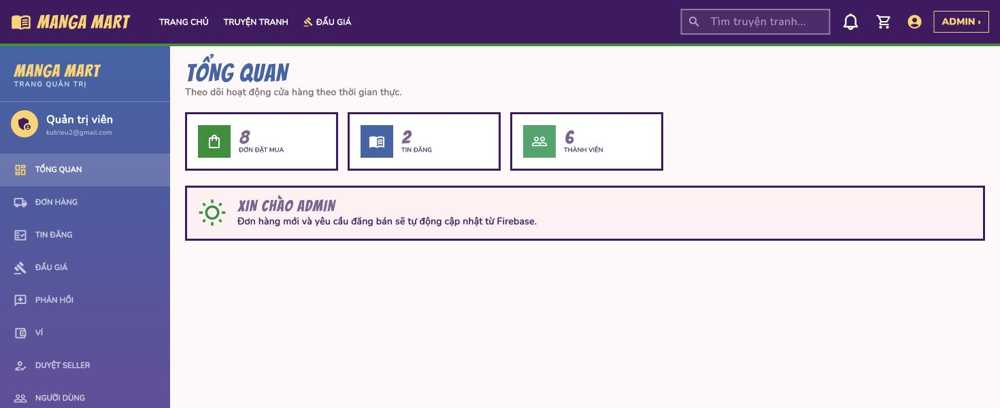 MANGA MART
TRANG CHỦ TRUYỆN TRANH ĐẤU GIÁ
Tìm truyện tranh...
ADMIN ›
MANGA MART
TRANG QUẢN TRỊ
Quản trị viên
kutrieu2@gmail.com
TỔNG QUAN
ĐƠN HÀNG
TIN ĐĂNG
ĐẤU GIÁ
PHẢN HỒI
VÍ
DUYỆT SELLER
NGƯỜI DÙNG
TỔNG QUAN
Theo dõi hoạt động cửa hàng theo thời gian thực.
8
ĐƠN ĐẶT MUA
2
TIN ĐĂNG
6
THÀNH VIÊN
XIN CHÀO ADMIN
Đơn hàng mới và yêu cầu đăng bán sẽ tự động cập nhật từ Firebase.